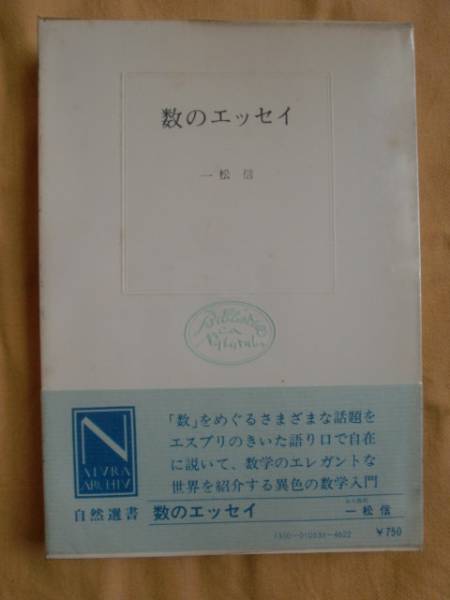 数のエッセイ
一松 信
N
ATVRA
ARCHIV
「数」をめぐるさまざまな話題を
エスプリのきいた語り口で自在
に説いて、数学のエレガントな
世界を紹介する異色の数学入門
自然選書
数のエッセイ
一松 信
¥750